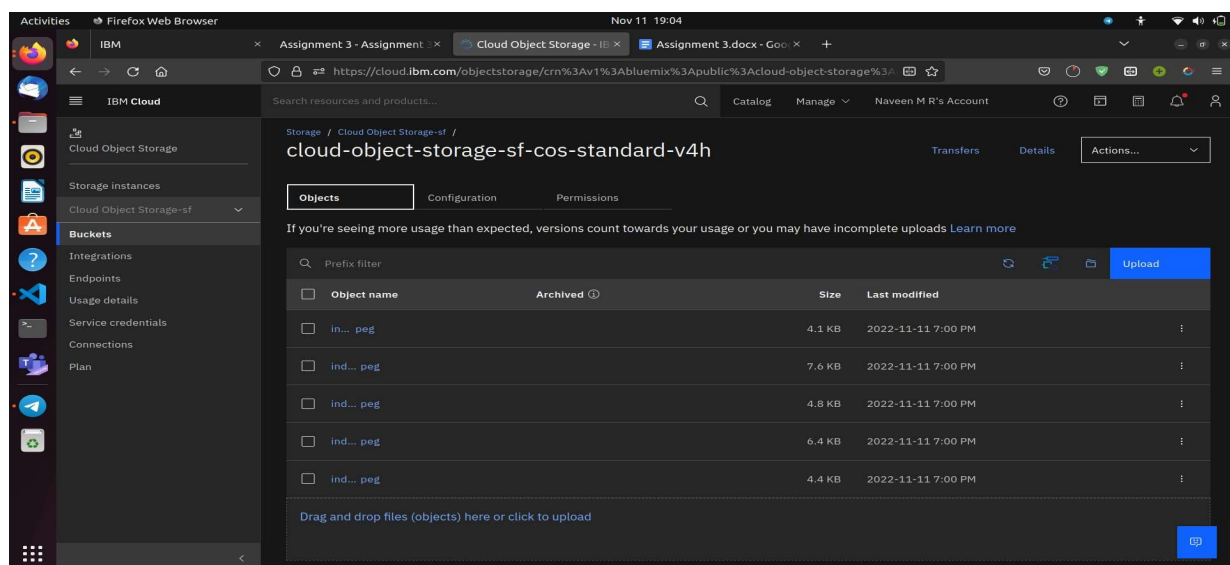 Activities Firefox Web Browser Nov 11 19:04
IBM Assignment 3 - Assignment 3 Cloud Object Storage - IB Assignment 3.docx - Goo
https://cloud.ibm.com/objectstorage/crn%3Av1%3Abluemix%3Apublic%3Acloud-object-storage%3A
IBM Cloud Search resources and products... Catalog Manage Naveen M R's Account
Cloud Object Storage
Storage instances
Cloud Object Storage-sf
Buckets
Integrations
Endpoints
Usage details
Service credentials
Connections
Plan
Storage / Cloud Object Storage-sf /
cloud-object-storage-sf-cos-standard-v4h Transfers Details Actions...
Objects Configuration Permissions
If you're seeing more usage than expected, versions count towards your usage or you may have incomplete uploads Learn more
Prefix filter Upload
Object name Archived Size Last modified
in... peg 4.1 KB 2022-11-11 7:00 PM
ind... peg 7.6 KB 2022-11-11 7:00 PM
ind... peg 4.8 KB 2022-11-11 7:00 PM
ind... peg 6.4 KB 2022-11-11 7:00 PM
ind... peg 4.4 KB 2022-11-11 7:00 PM
Drag and drop files (objects) here or click to upload